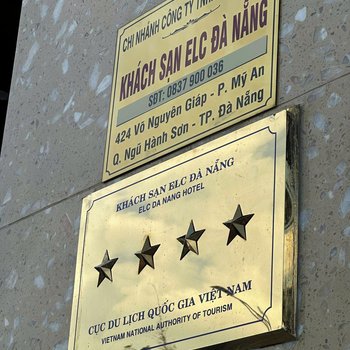 CHI NHÁNH CÔNG TY TNHH
KHÁCH SẠN ELC ĐÀ NẴNG
SĐT: 0837 900 036
424 Võ Nguyên Giáp - P. Mỹ An
Q. Ngũ Hành Sơn - TP. Đà Nẵng
KHÁCH SẠN ELC ĐÀ NẴNG
ELC DA NANG HOTEL
CỤC DU LỊCH QUỐC GIA VIỆT NAM
VIETNAM NATIONAL AUTHORITY OF TOURISM